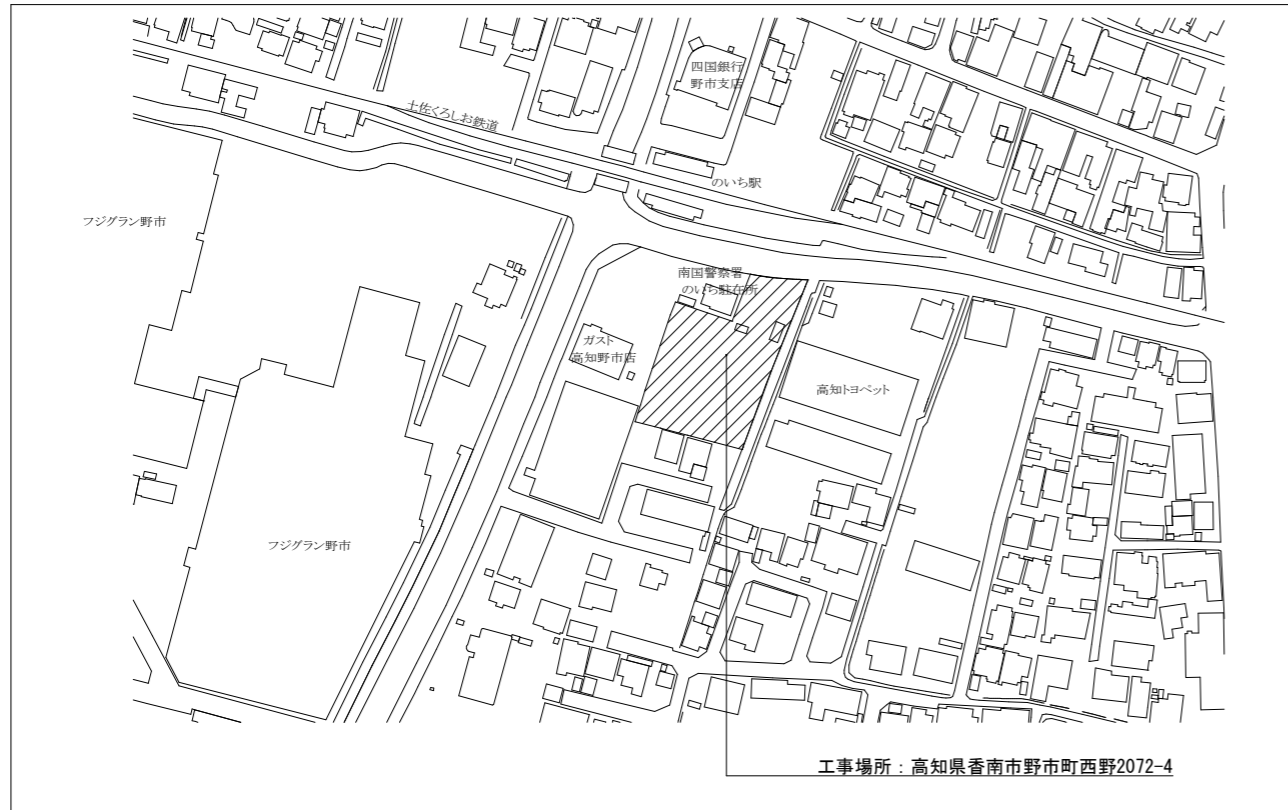 四国銀行
野市支店
土佐くろしお鉄道
のいち駅
フジグラン野市
南国警察署
のいち駐在所
ガスト
高知野市店
高知トヨペット
フジグラン野市
工事場所：高知県香南市野市町西野2072-4